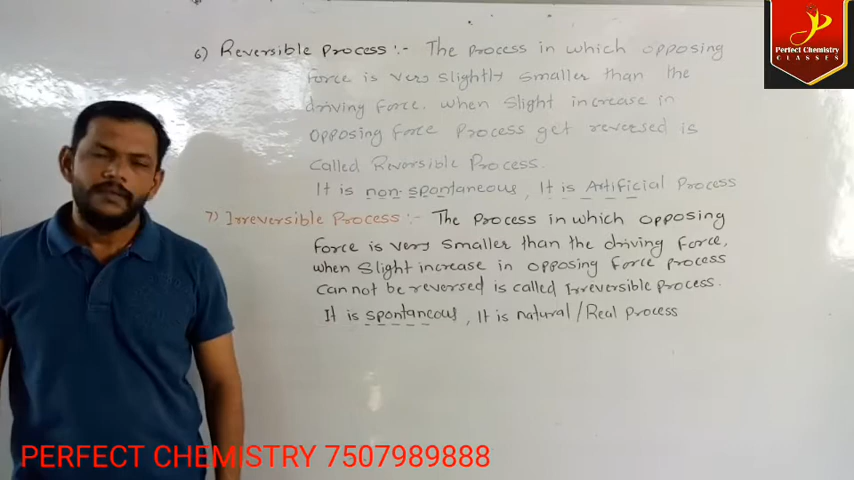 6) Reversible Process :- The Process in which opposing
force is very slightly smaller than the
driving force. when slight increase in
opposing force process get reversed is
called Reversible Process.
It is non-spontaneous, It is Artificial Process
7) Irreversible Process :- The Process in which opposing
force is very smaller than the driving force,
when slight increase in opposing force process
can not be reversed is called Irreversible Process.
It is spontaneous, It is natural/Real Process
Perfect Chemistry
CLASSES
PERFECT CHEMISTRY 7507989888